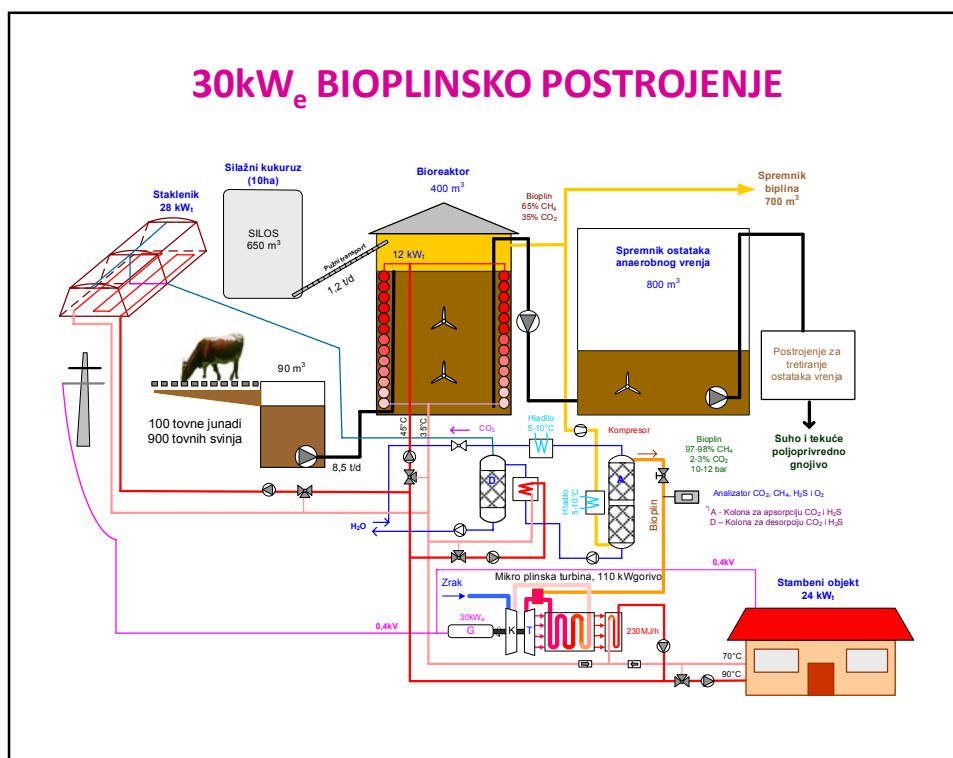 30kWe BIOPLINSKO POSTROJENJE
Silažni kukuruz
(10ha)
Bioreaktor
400 m³
Staklenik
28 kWt
SILOS
650 m³
Pužni transport
1,2 t/d
12 kWt
Bioplin
65% CH₄
35% CO₂
Spremnik
biplina
700 m³
Spremnik ostataka
anaerobnog vrenja
800 m³
Postrojenje za
tretiranje
ostataka vrenja
Suho i tekuće
poljoprivredno
gnojivo
90 m³
100 tovne junadi
900 tovnih svinja
8,5 t/d
45°C
35°C
CO₂
Hladilo
5-10°C
Kompresor
Bioplin
97-98% CH₄
2-3% CO₂
10-12 bar
D
Hladilo
5-10°C
A
Bioplin
Analizator CO₂, CH₄, H₂S i O₂
*) A - Kolona za apsorpciju CO₂ i H₂S
D – Kolona za desorpciju CO₂ i H₂S
H₂O
Mikro plinska turbina, 110 kWgorivo
Zrak
0,4kV
30kWe
G
K
T
230MJ/h
0,4kV
Stambeni objekt
24 kWt
70°C
90°C